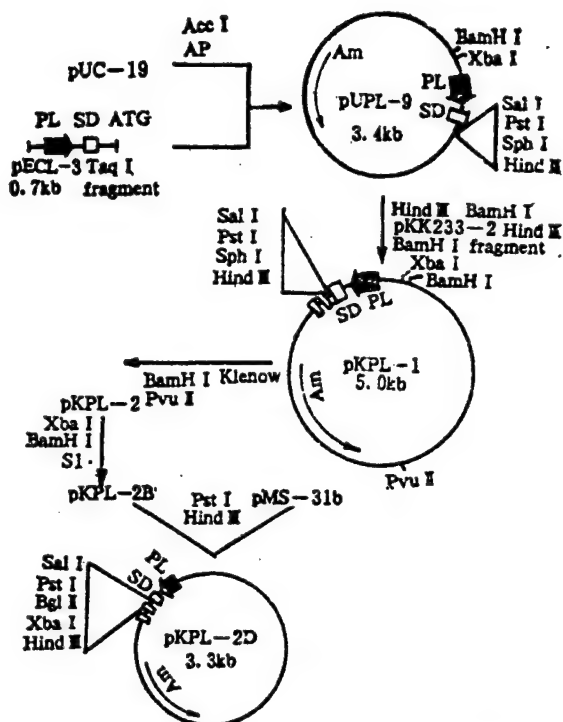 Acc I
AP
pUC-19
PL SD ATG
pECL-3 Taq I
0.7kb fragment
Am
pUPL-9
3.4kb
BamH I
Xba I
PL
SD
Sal I
Pst I
Sph I
Hind III
Hind III BamH I
pKK233-2 Hind III
BamH I fragment
Sal I
Pst I
Sph I
Hind III
Xba I
BamH I
SD PL
pKPL-1
5.0kb
Am
Pvu II
BamH I Klenow
Pvu II
pKPL-2
Xba I
BamH I
S1
pKPL-2B'
Pst I
Hind III
pMS-31b
Sal I
Pst I
Bgl II
Xba I
Hind III
PL
SD
pKPL-2D
3.3kb
Am